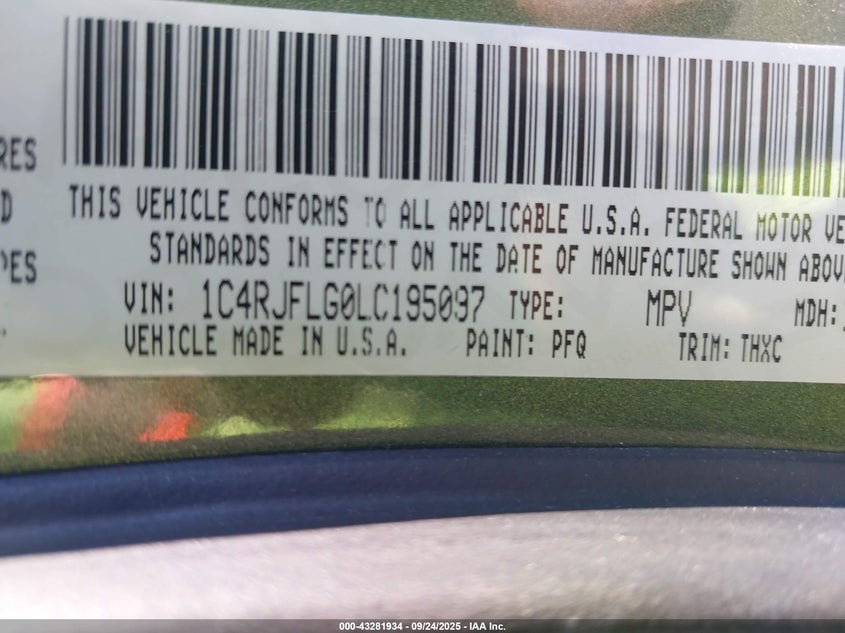 RES
D
PES
THIS VEHICLE CONFORMS TO ALL APPLICABLE U.S.A. FEDERAL MOTOR VE
STANDARDS IN EFFECT ON THE DATE OF MANUFACTURE SHOWN ABOV
VIN: 1C4RJFLG0LC195097 TYPE: MPV MDH:
VEHICLE MADE IN U.S.A. PAINT: PFQ TRIM: THXC
000-43281934 - 09/24/2025 - IAA Inc.